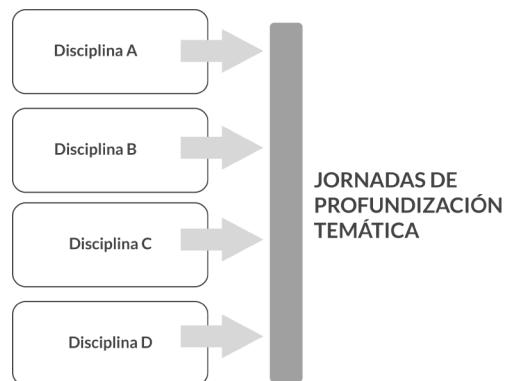 Disciplina A
Disciplina B
Disciplina C
Disciplina D
JORNADAS DE
PROFUNDIZACIÓN
TEMÁTICA